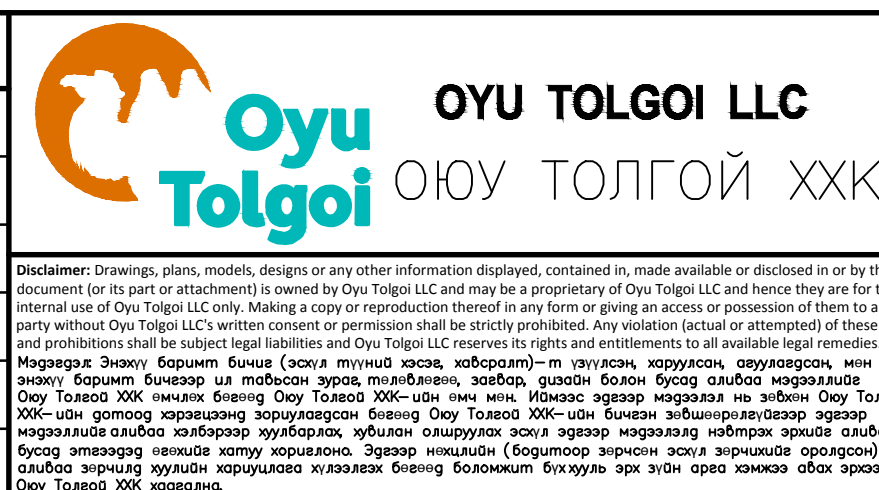 Oyu
Tolgoi
OYU TOLGOI LLC
ОЮУ ТОЛГОЙ ХХК
Disclaimer: Drawings, plans, models, designs or any other information displayed, contained in, made available or disclosed in or by th
document (or its part or attachment) is owned by Oyu Tolgoi LLC and may be a proprietary of Oyu Tolgoi LLC and hence they are for t
internal use of Oyu Tolgoi LLC only. Making a copy or reproduction thereof in any form or giving an access or possession of them to a
party without Oyu Tolgoi LLC's written consent or permission shall be strictly prohibited. Any violation (actual or attempted) of these
and prohibitions shall be subject legal liabilities and Oyu Tolgoi LLC reserves its rights and entitlements to all available legal remedies.
Мэдэгдэл: Энэхүү баримт бичиг (эсхүл түүний хэсэг, хавсралт)–т үзүүлсэн, харуулсан, агуулагдсан, мөн
энэхүү баримт бичгээр ил тавьсан зураг, төлөвлөгөө, загвар, дизайн болон бусад аливаа мэдээллийг
Оюу Толгой ХХК өмчлөх бөгөөд Оюу Толгой ХХК–ийн өмч мөн. Иймээс эдгээр мэдээлэл нь зөвхөн Оюу Тол
ХХК–ийн дотоод хэрэгцээнд зориулагдсан бөгөөд Оюу Толгой ХХК–ийн бичгэн зөвшөөрөлгүйгээр эдгээр
мэдээллийг аливаа хэлбэрээр хуулбарлах, хувилан олшруулах эсхүл эдгээр мэдээлэлд нэвтрэх эрхийг алива
бусад этгээдэд өгөхийг хатуу хориглоно. Эдгээр нөхцлийн (бодитоор зөрчсөн эсхүл зөрчихийг оролдсон)
аливаа зөрчилд хуулийн хариуцлага хүлээлгэх бөгөөд боломжит бүх хууль эрх зүйн арга хэмжээ авах эрхээ
Оюу Толгой ХХК хадгална.